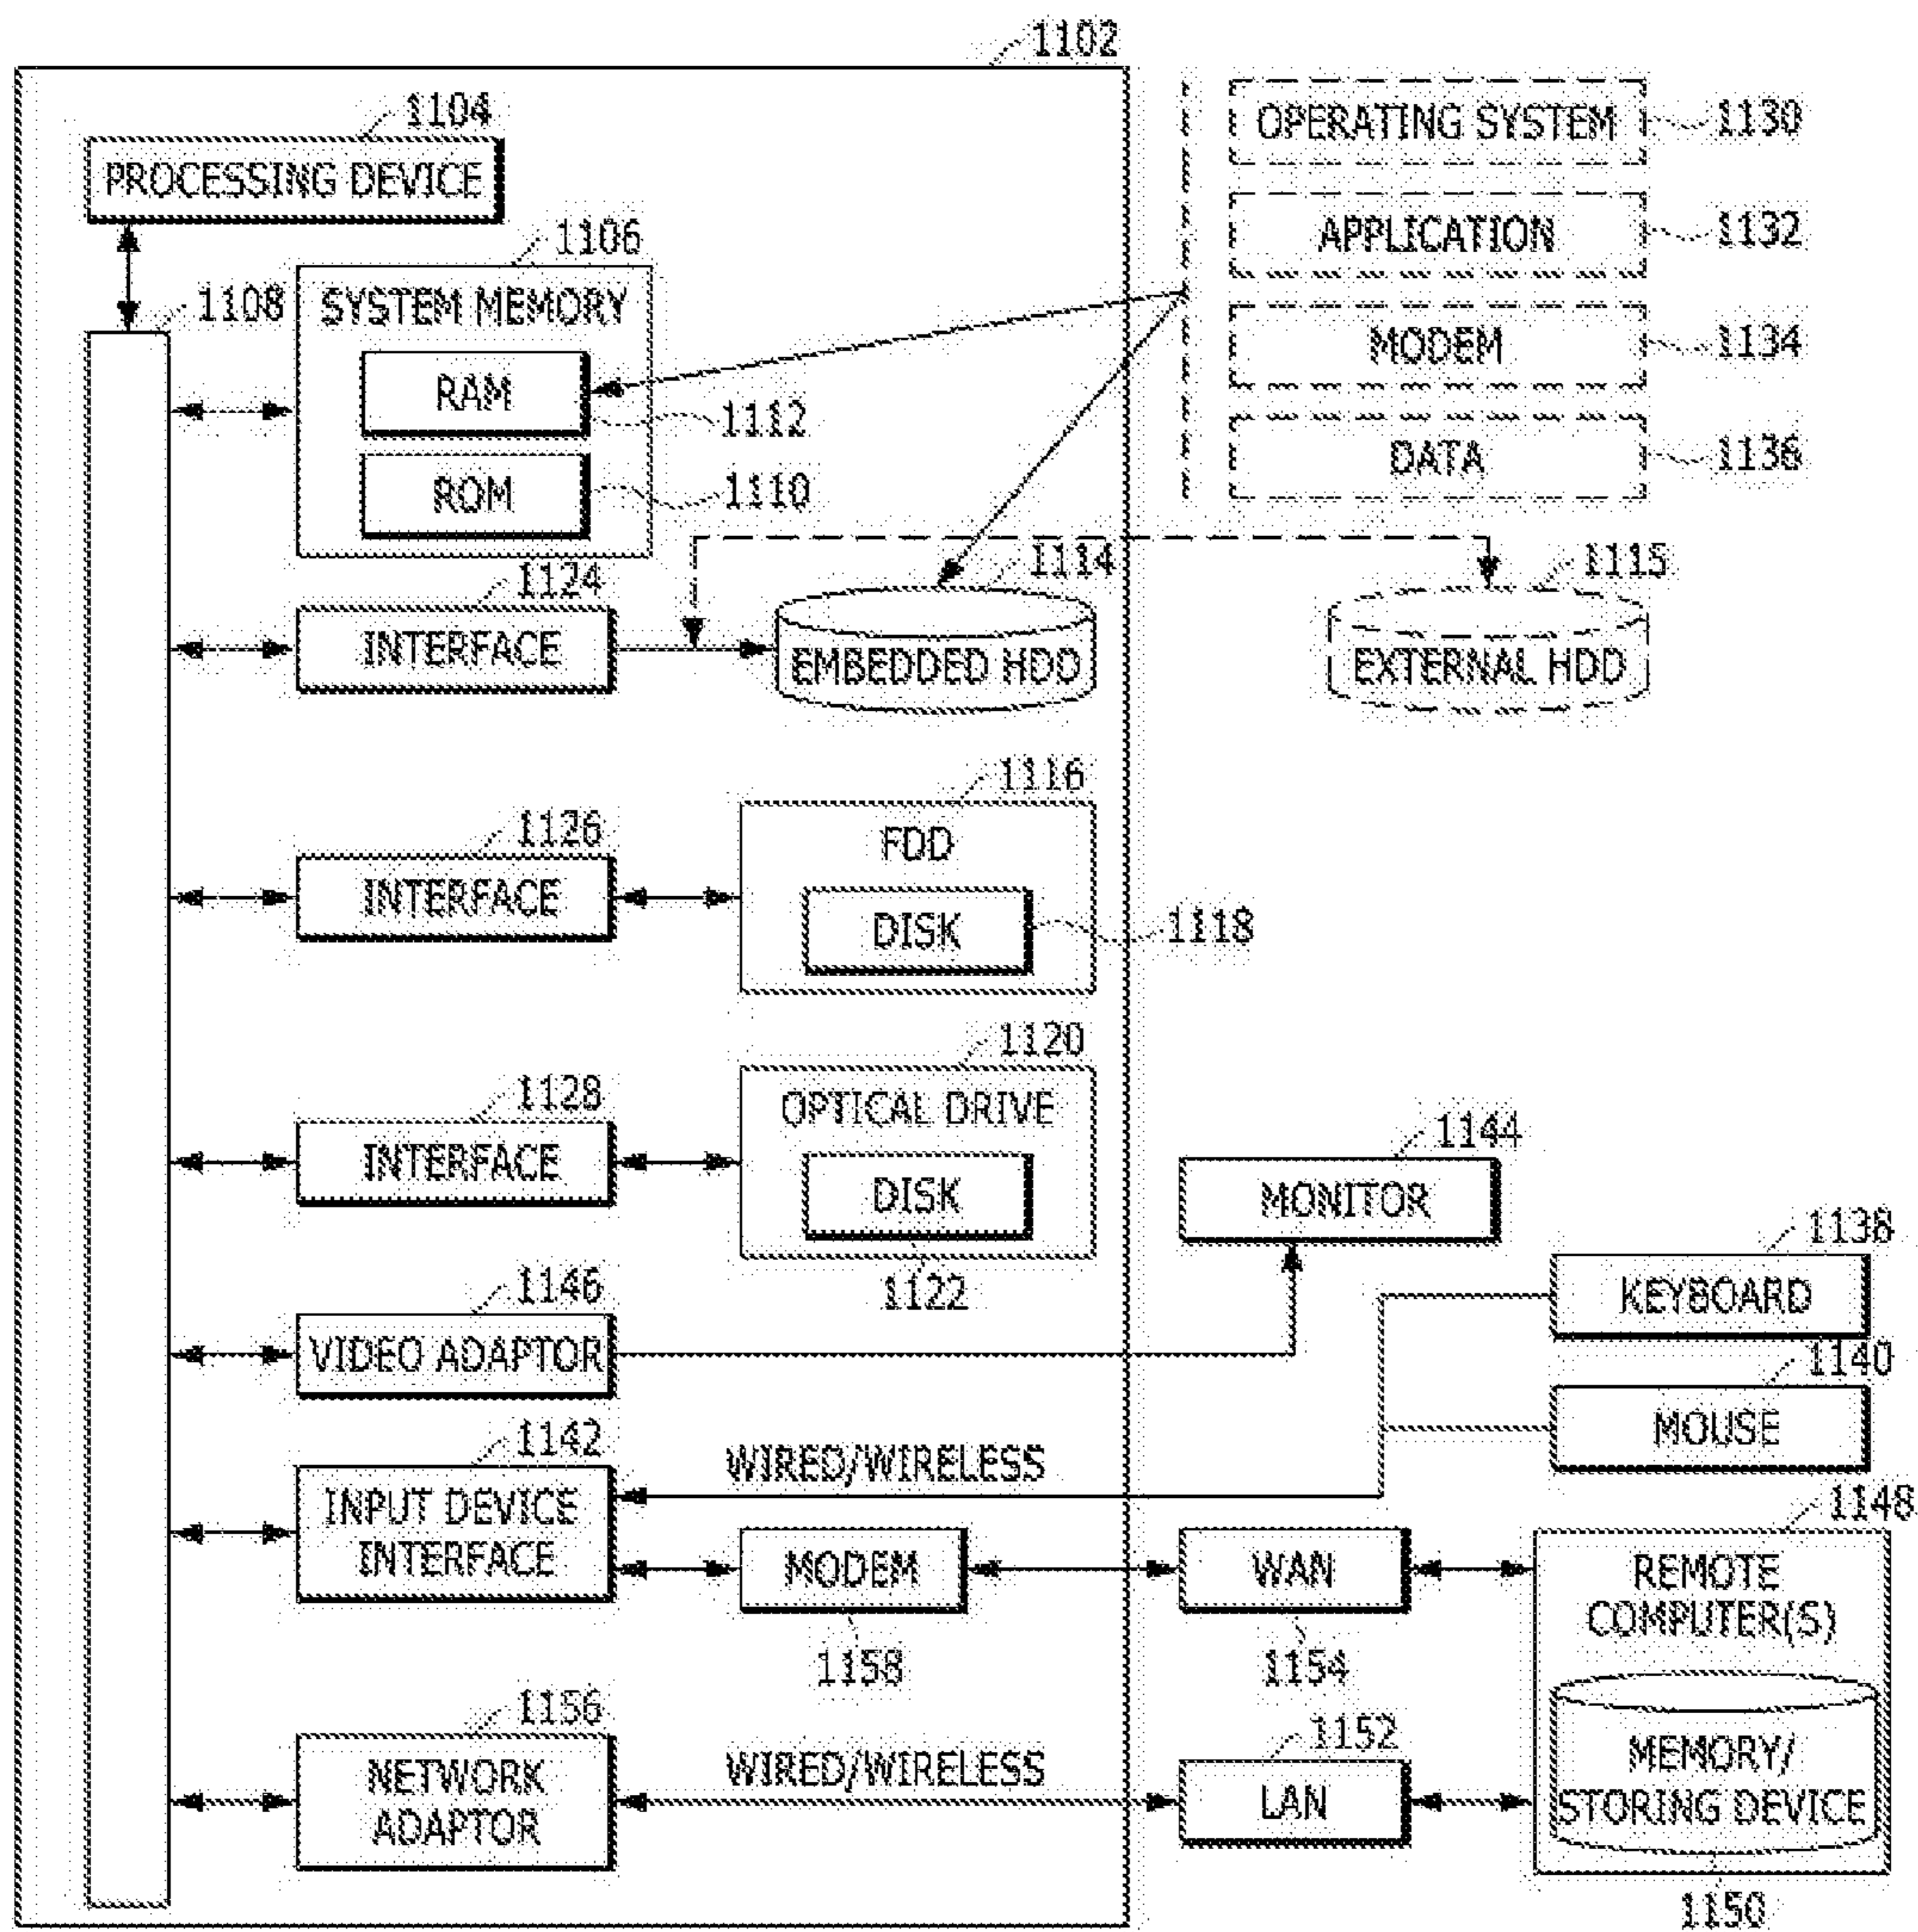 1102
1104
PROCESSING DEVICE
1108
1106
SYSTEM MEMORY
RAM
1112
ROM
1110
OPERATING SYSTEM
1130
APPLICATION
1132
MODEM
1134
DATA
1136
1124
INTERFACE
1114
EMBEDDED HDD
1115
EXTERNAL HDD
1126
INTERFACE
1116
FDD
DISK
1118
1128
INTERFACE
1120
OPTICAL DRIVE
DISK
1122
1144
MONITOR
1146
VIDEO ADAPTOR
1138
KEYBOARD
1140
MOUSE
1142
INPUT DEVICE
INTERFACE
WIRED/WIRELESS
MODEM
1158
WAN
1154
1148
REMOTE
COMPUTER(S)
MEMORY/
STORING DEVICE
1150
1156
NETWORK
ADAPTOR
WIRED/WIRELESS
1152
LAN